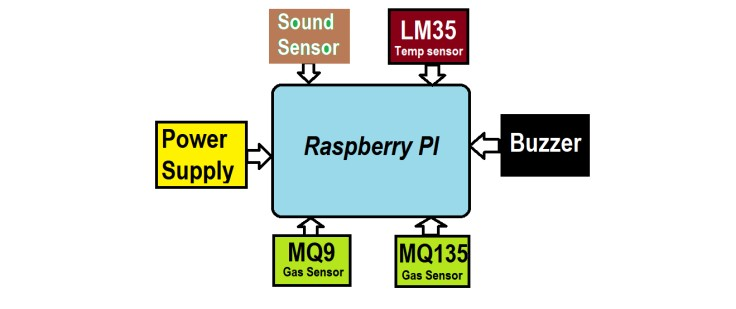 Sound
Sensor
LM35
Temp sensor
Power
Supply
Raspberry PI
Buzzer
MQ9
Gas Sensor
MQ135
Gas Sensor